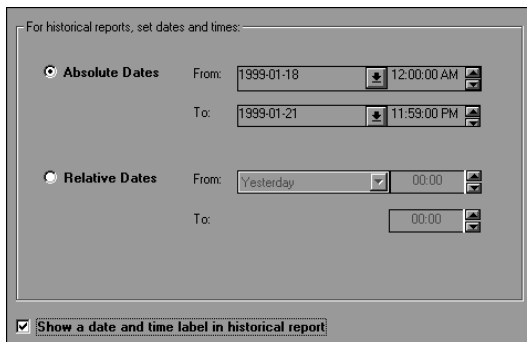 For historical reports, set dates and times:
Absolute Dates From: 1999-01-18 12:00:00 AM
To: 1999-01-21 11:59:00 PM
Relative Dates From: Yesterday 00:00
To: 00:00
Show a date and time label in historical report